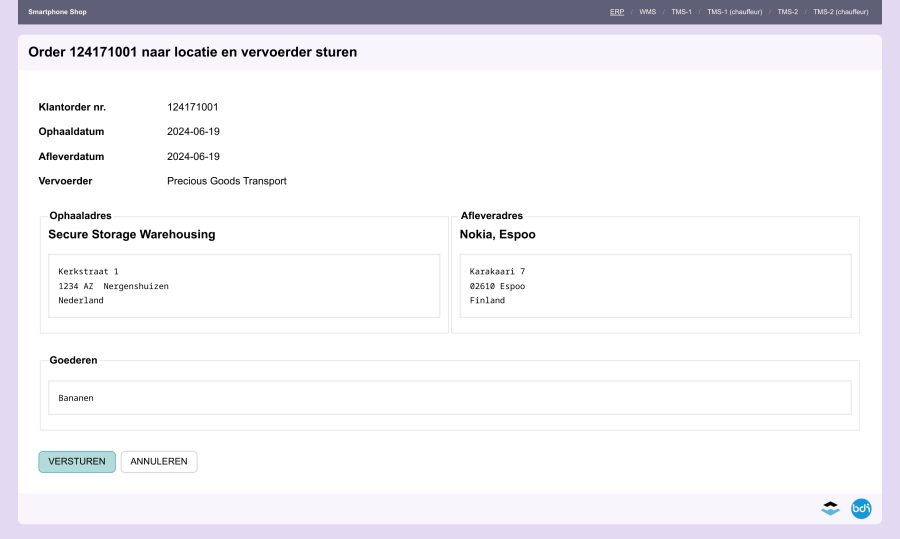 Smartphone Shop
ERP / WMS / TMS-1 / TMS-1 (chauffeur) / TMS-2 / TMS-2 (chauffeur)
Order 124171001 naar locatie en vervoerder sturen
Klantorder nr. 124171001
Ophaaldatum 2024-06-19
Afleverdatum 2024-06-19
Vervoerder Precious Goods Transport
Ophaaladres
Secure Storage Warehousing
Kerkstraat 1
1234 AZ  Nergenshuizen
Nederland
Afleveradres
Nokia, Espoo
Karakaari 7
02610 Espoo
Finland
Goederen
Bananen
VERSTUREN ANNULEREN
bdi